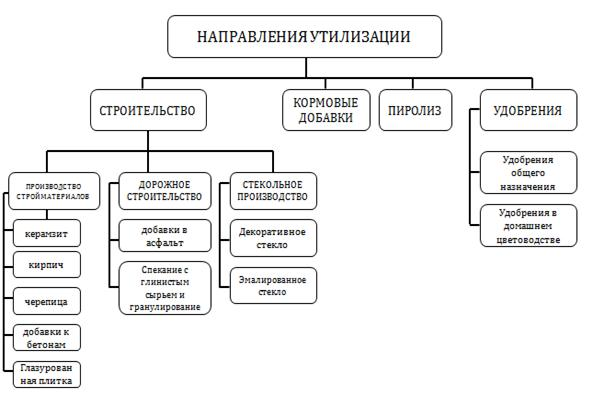 НАПРАВЛЕНИЯ УТИЛИЗАЦИИ
СТРОИТЕЛЬСТВО
КОРМОВЫЕ
ДОБАВКИ
ПИРОЛИЗ
УДОБРЕНИЯ
ПРОИЗВОДСТВО
СТРОЙМАТЕРИАЛОВ
керамзит
кирпич
черепица
добавки к
бетонам
Глазурован
ная плитка
ДОРОЖНОЕ
СТРОИТЕЛЬСТВО
добавки в
асфальт
Спекание с
глинистым
сырьем и
гранулирование
СТЕКОЛЬНОЕ
ПРОИЗВОДСТВО
Декоративное
стекло
Эмалированное
стекло
Удобрения
общего
назначения
Удобрения в
домашнем
цветоводстве